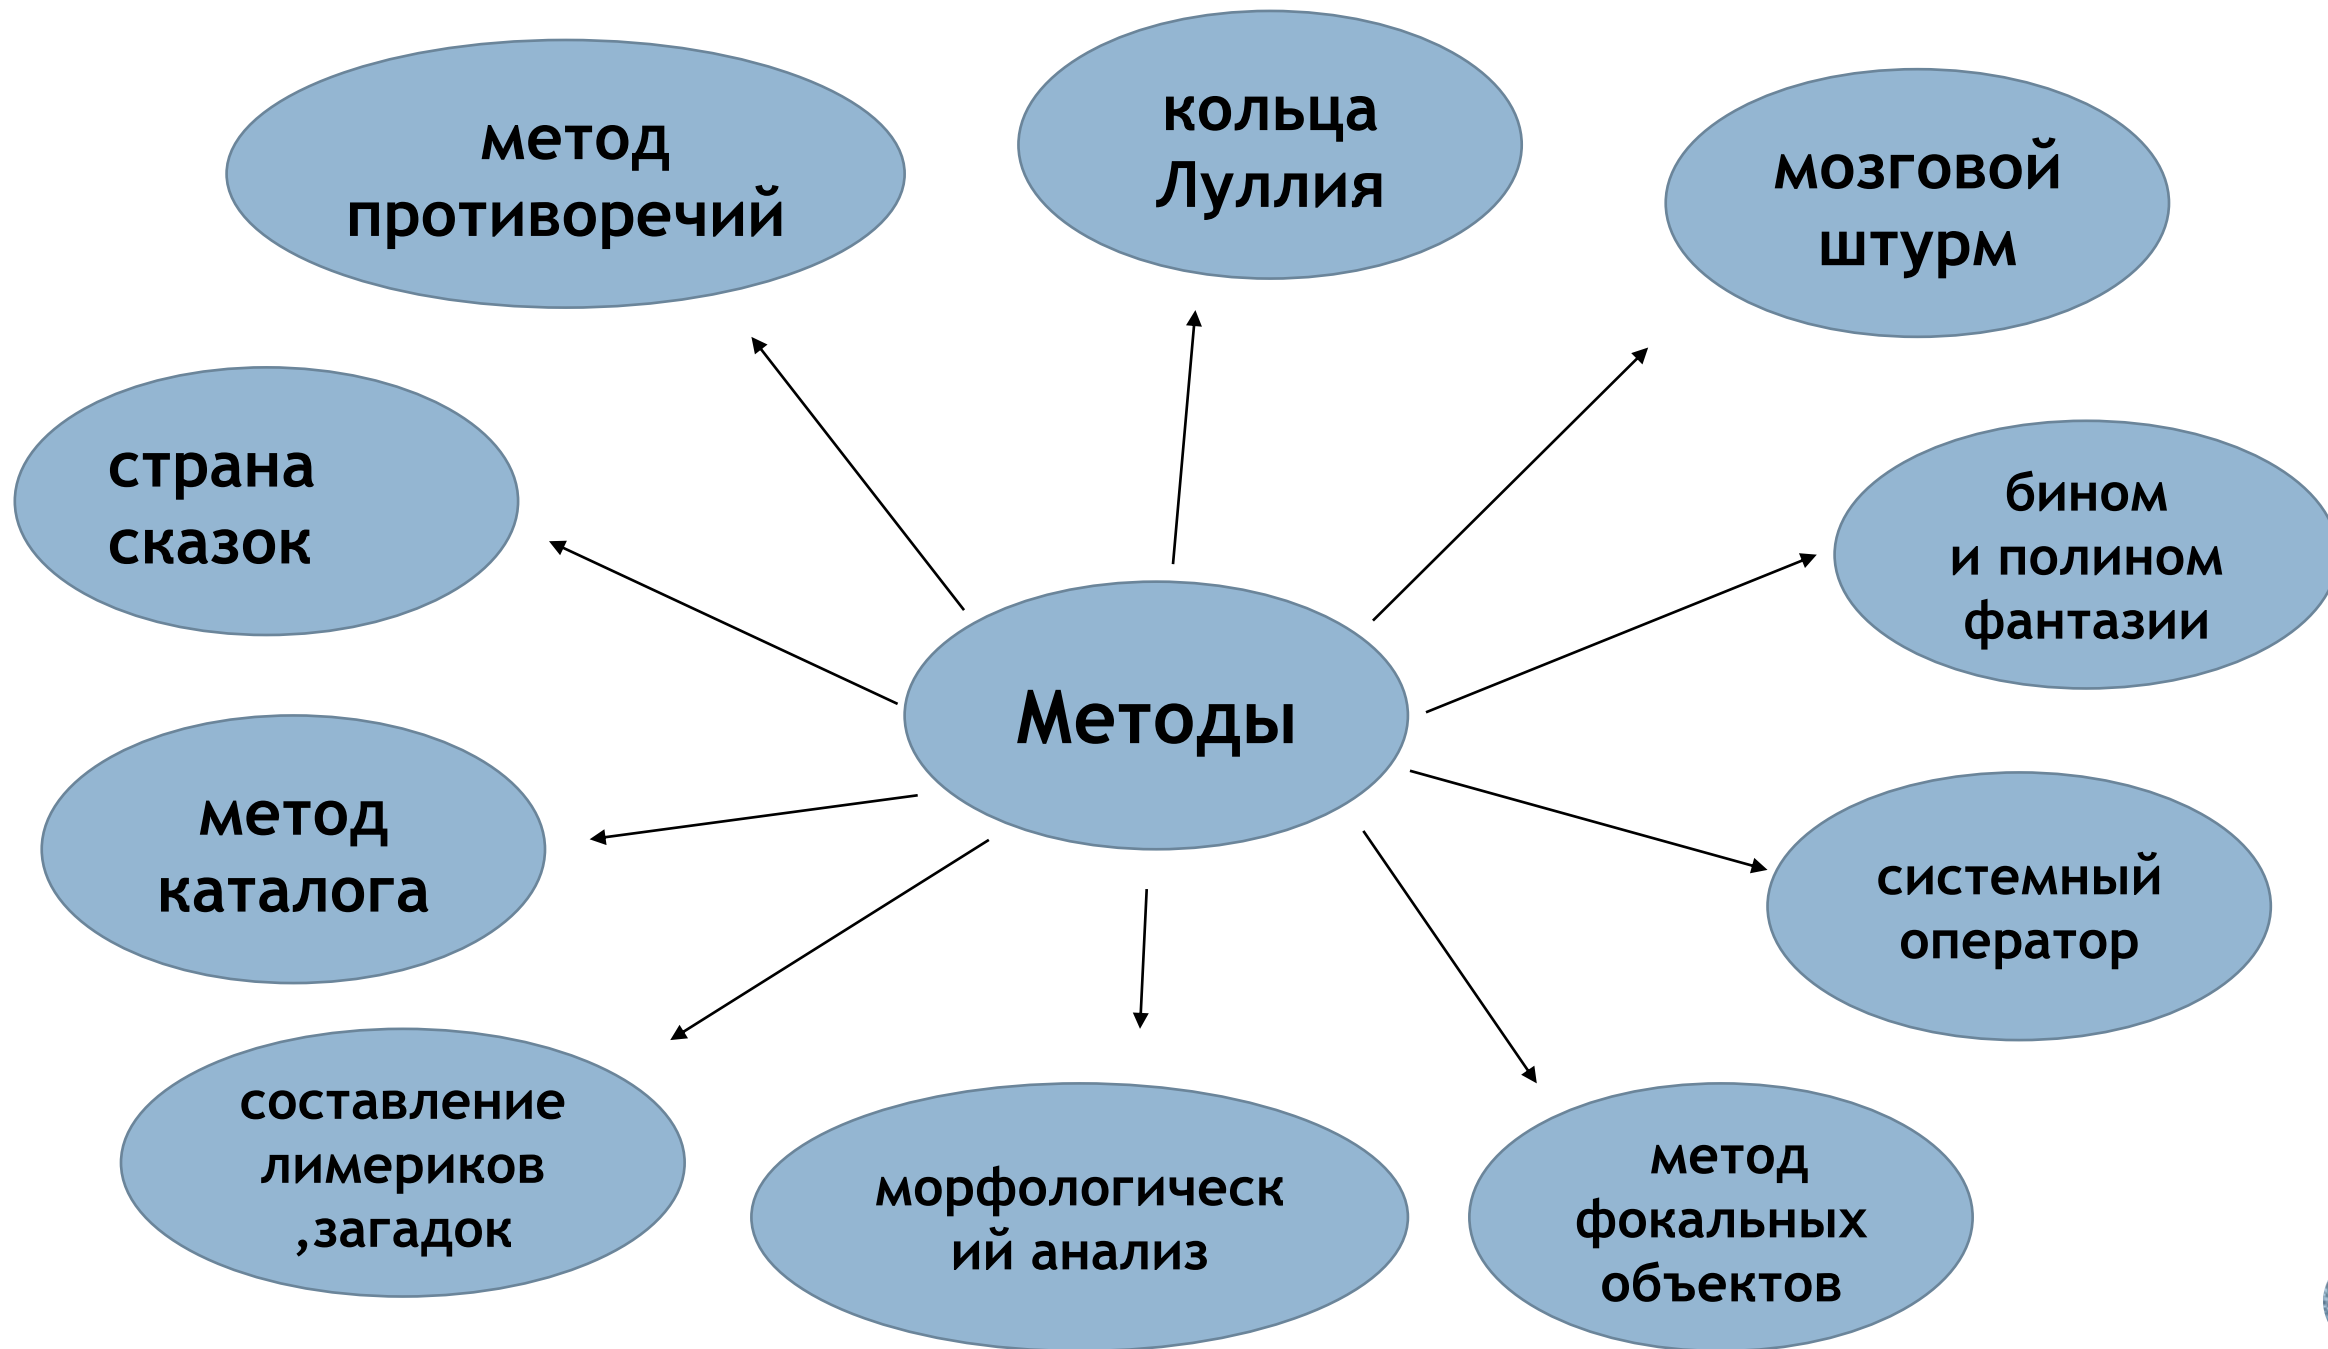 метод
противоречий
кольца
Луллия
мозговой
штурм
страна
сказок
бином
и полином
фантазии
Методы
метод
каталога
системный
оператор
составление
лимериков
,загадок
морфологическ
ий анализ
метод
фокальных
объектов